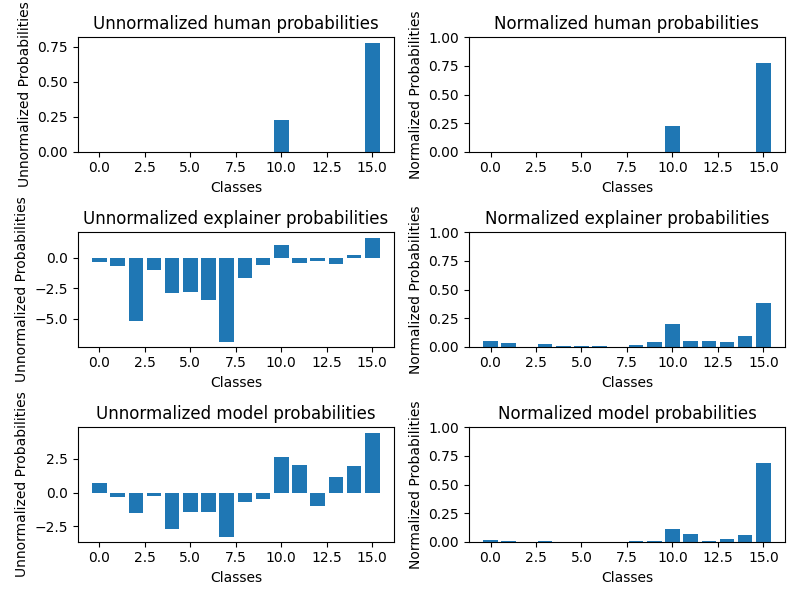 Unnormalized human probabilities
Unnormalized Probabilities
0.75
0.50
0.25
0.00
0.0 2.5 5.0 7.5 10.0 12.5 15.0
Classes
Normalized human probabilities
Normalized Probabilities
1.00
0.75
0.50
0.25
0.00
0.0 2.5 5.0 7.5 10.0 12.5 15.0
Classes
Unnormalized explainer probabilities
Unnormalized Probabilities
0.0
−2.5
−5.0
0.0 2.5 5.0 7.5 10.0 12.5 15.0
Classes
Normalized explainer probabilities
Normalized Probabilities
1.00
0.75
0.50
0.25
0.00
0.0 2.5 5.0 7.5 10.0 12.5 15.0
Classes
Unnormalized model probabilities
Unnormalized Probabilities
2.5
0.0
−2.5
0.0 2.5 5.0 7.5 10.0 12.5 15.0
Classes
Normalized model probabilities
Normalized Probabilities
1.00
0.75
0.50
0.25
0.00
0.0 2.5 5.0 7.5 10.0 12.5 15.0
Classes